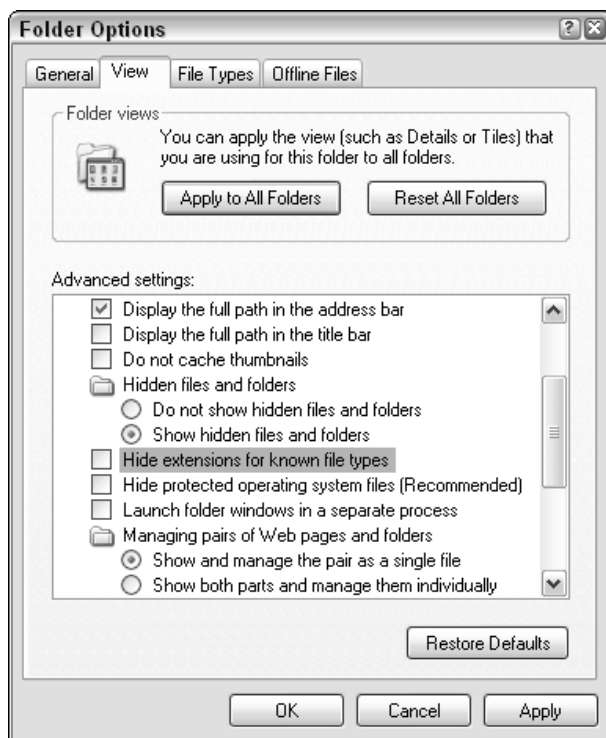 Folder Options
General View File Types Offline Files
Folder views
You can apply the view (such as Details or Tiles) that
you are using for this folder to all folders.
Apply to All Folders Reset All Folders
Advanced settings:
Display the full path in the address bar
Display the full path in the title bar
Do not cache thumbnails
Hidden files and folders
Do not show hidden files and folders
Show hidden files and folders
Hide extensions for known file types
Hide protected operating system files (Recommended)
Launch folder windows in a separate process
Managing pairs of Web pages and folders
Show and manage the pair as a single file
Show both parts and manage them individually
Restore Defaults
OK Cancel Apply